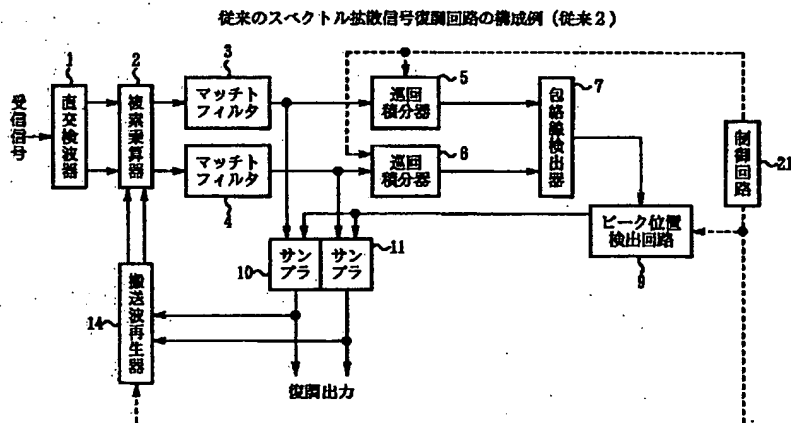 従来のスペクトル拡散信号復調回路の構成例（従来2）
1
2
3
受信信号
直交検波器
複素乗算器
マッチト
フィルタ
5
巡回
積分器
包絡線検出器
7
制御回路
21
マッチト
フィルタ
4
6
巡回
積分器
ピーク位置
検出回路
9
10
サン
プラ
サン
プラ
11
14
搬送波再生器
復調出力